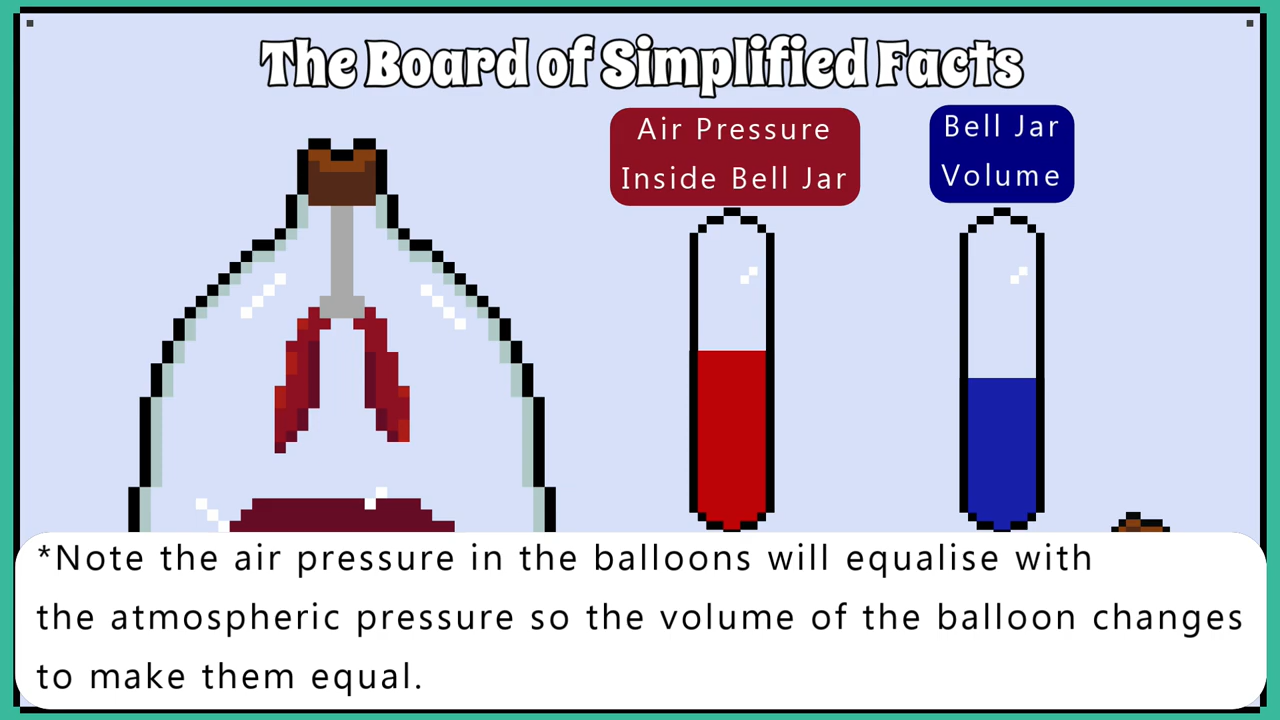 The Board of Simplified Facts
Air Pressure
Inside Bell Jar
Bell Jar
Volume
*Note the air pressure in the balloons will equalise with
the atmospheric pressure so the volume of the balloon changes
to make them equal.